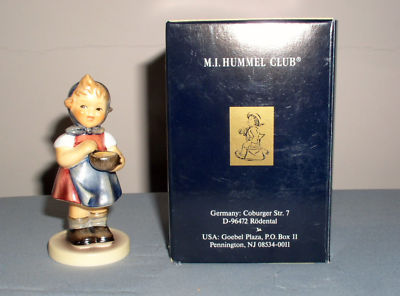 M.I. HUMMEL CLUB®
Germany: Coburger Str. 7
D-96472 Rödental
USA: Goebel Plaza, P.O. Box 11
Pennington, NJ 08534-0011